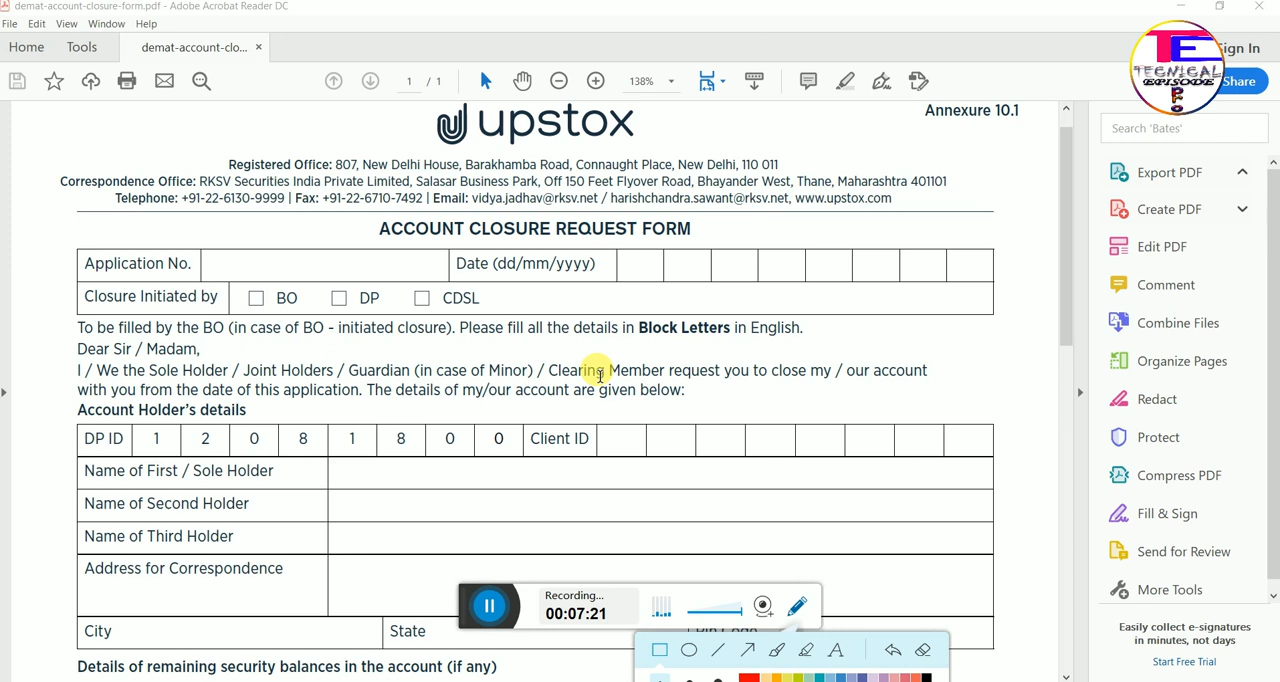 demat-account-closure-form.pdf - Adobe Acrobat Reader DC
File Edit View Window Help
Home Tools demat-account-clo... ×
Sign In
TECNICAL
EPISODE
1 / 1 138%
Share
upstox
Annexure 10.1
Registered Office: 807, New Delhi House, Barakhamba Road, Connaught Place, New Delhi, 110 011
Correspondence Office: RKSV Securities India Private Limited, Salasar Business Park, Off 150 Feet Flyover Road, Bhayander West, Thane, Maharashtra 401101
Telephone: +91-22-6130-9999 | Fax: +91-22-6710-7492 | Email: vidya.jadhav@rksv.net / harishchandra.sawant@rksv.net, www.upstox.com
ACCOUNT CLOSURE REQUEST FORM
Application No. Date (dd/mm/yyyy)
Closure Initiated by BO DP CDSL
To be filled by the BO (in case of BO - initiated closure). Please fill all the details in Block Letters in English.
Dear Sir / Madam,
I / We the Sole Holder / Joint Holders / Guardian (in case of Minor) / Clearing Member request you to close my / our account
with you from the date of this application. The details of my/our account are given below:
Account Holder's details
DP ID 1 2 0 8 1 8 0 0 Client ID
Name of First / Sole Holder
Name of Second Holder
Name of Third Holder
Address for Correspondence
City State
Details of remaining security balances in the account (if any)
Recording...
00:07:21
Search 'Bates'
Export PDF
Create PDF
Edit PDF
Comment
Combine Files
Organize Pages
Redact
Protect
Compress PDF
Fill & Sign
Send for Review
More Tools
Easily collect e-signatures
in minutes, not days
Start Free Trial